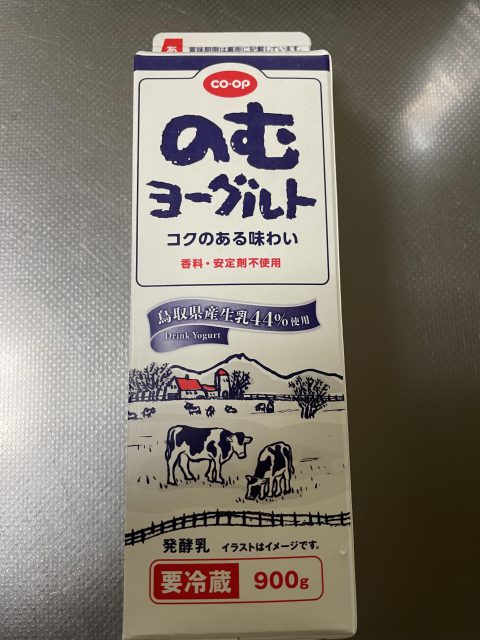 あ
賞味期限は裏面に記載しています。
CO·OP
のむ
ヨーグルト
コクのある味わい
香料・安定剤不使用
鳥取県産生乳44%使用
Drink Yogurt
発酵乳 イラストはイメージです。
要冷蔵 900g